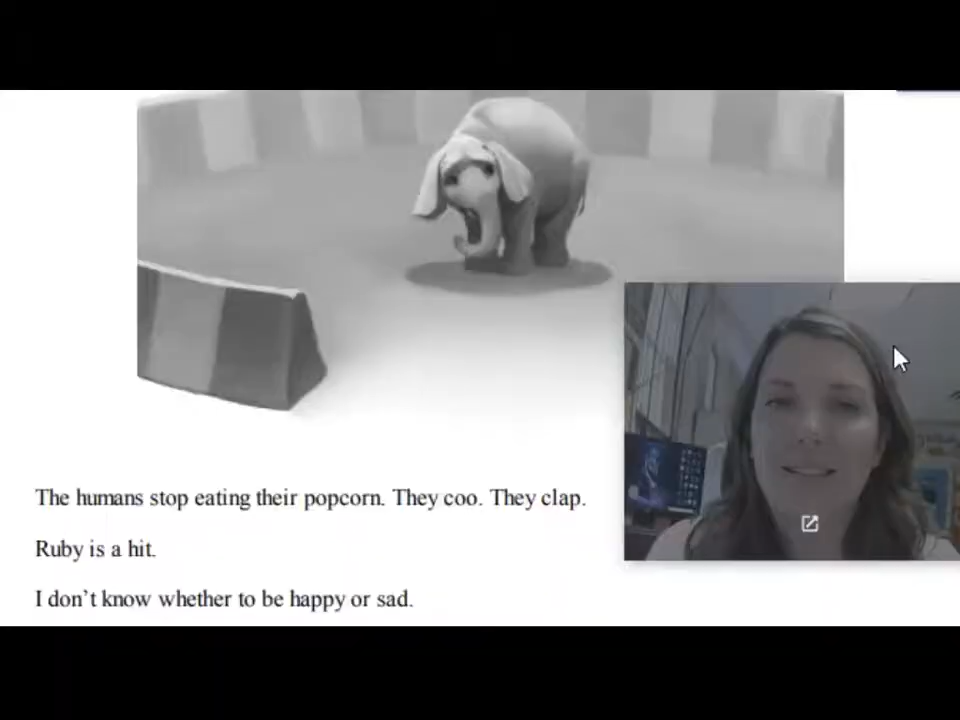 The humans stop eating their popcorn. They coo. They clap.
Ruby is a hit.
I don't know whether to be happy or sad.